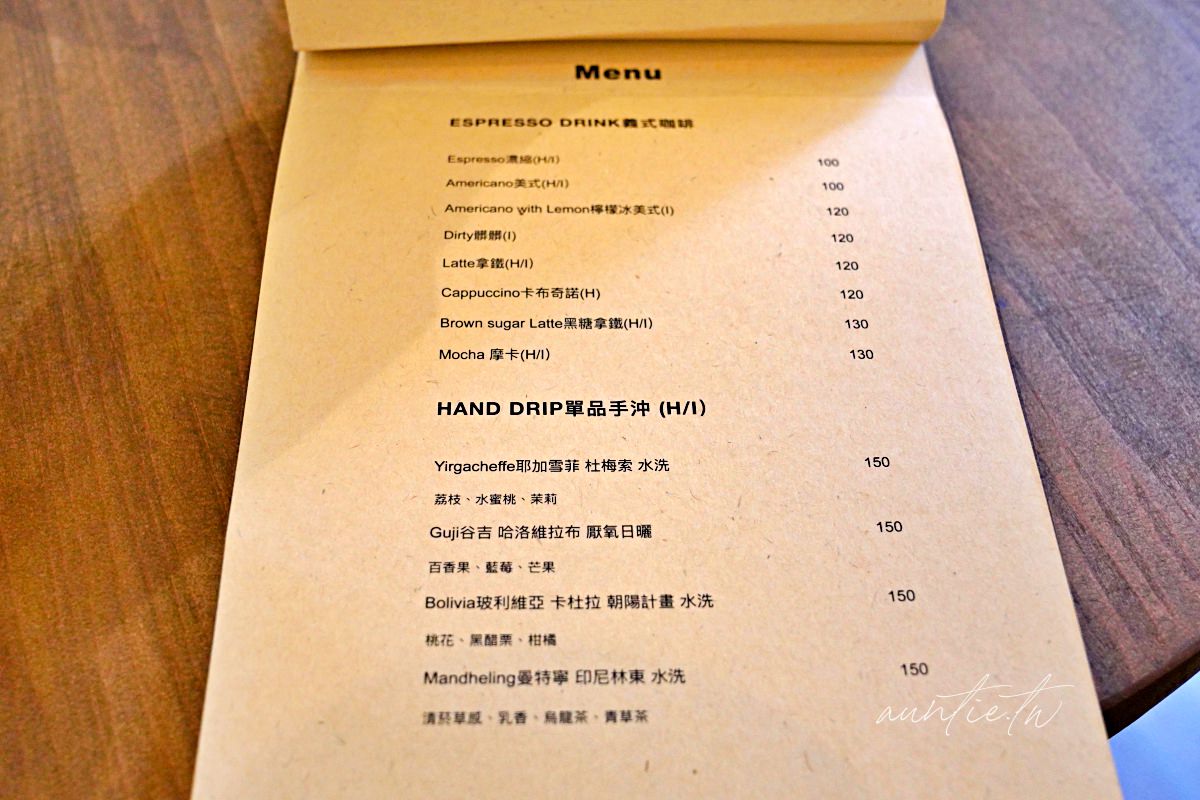 Menu
ESPRESSO DRINK義式咖啡
Espresso濃縮(H/I) 100
Americano美式(H/I) 100
Americano with Lemon檸檬冰美式(I) 120
Dirty髒髒(I) 120
Latte拿鐵(H/I) 120
Cappuccino卡布奇諾(H) 120
Brown sugar Latte黑糖拿鐵(H/I) 130
Mocha 摩卡(H/I) 130
HAND DRIP單品手沖 (H/I)
Yirgacheffe耶加雪菲 杜梅索 水洗 150
荔枝、水蜜桃、茉莉
Guji谷吉 哈洛維拉布 厭氧日曬 150
百香果、藍莓、芒果
Bolivia玻利維亞 卡杜拉 朝陽計畫 水洗 150
桃花、黑醋栗、柑橘
Mandheling曼特寧 印尼林東 水洗 150
清菸草感、乳香、烏龍茶、青草茶
auntie.tw